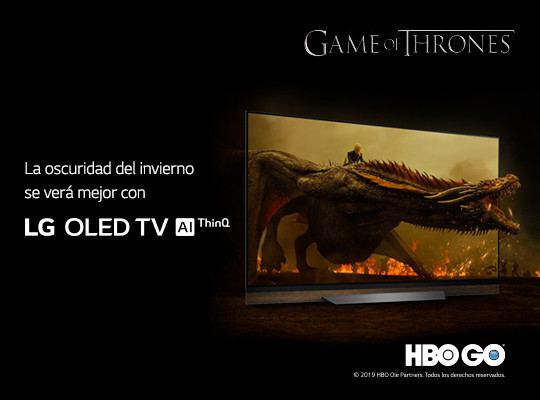 GAME OF THRONES
La oscuridad del invierno
se verá mejor con
LG OLED TV AI ThinQ
HBO GO
© 2019 HBO Ole Partners. Todos los derechos reservados.